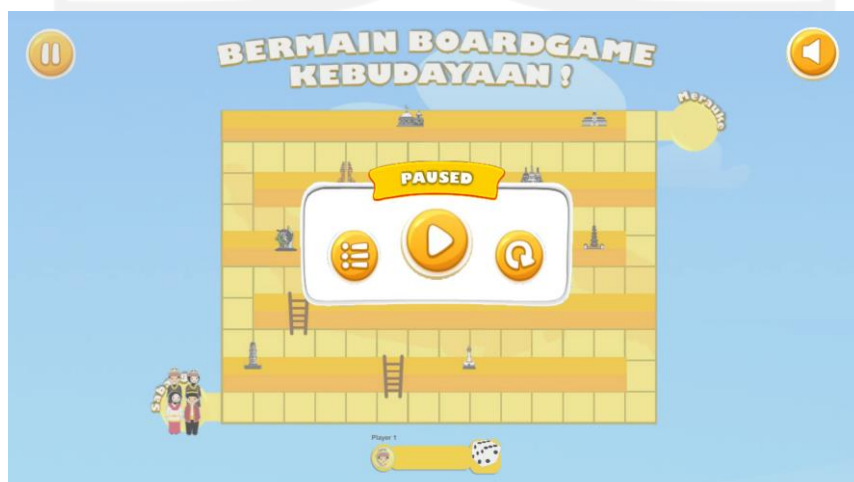 BERMAIN BOARDGAME
KEBUDAYAAN !
Merauke
PAUSED
Player 1